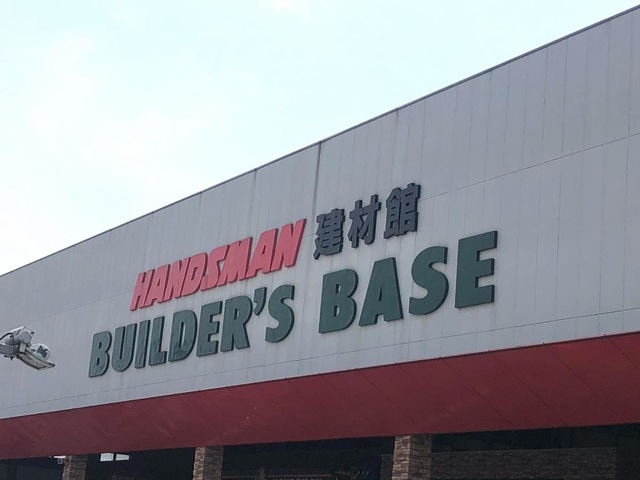 HANDSMAN 建材館
BUILDER'S BASE